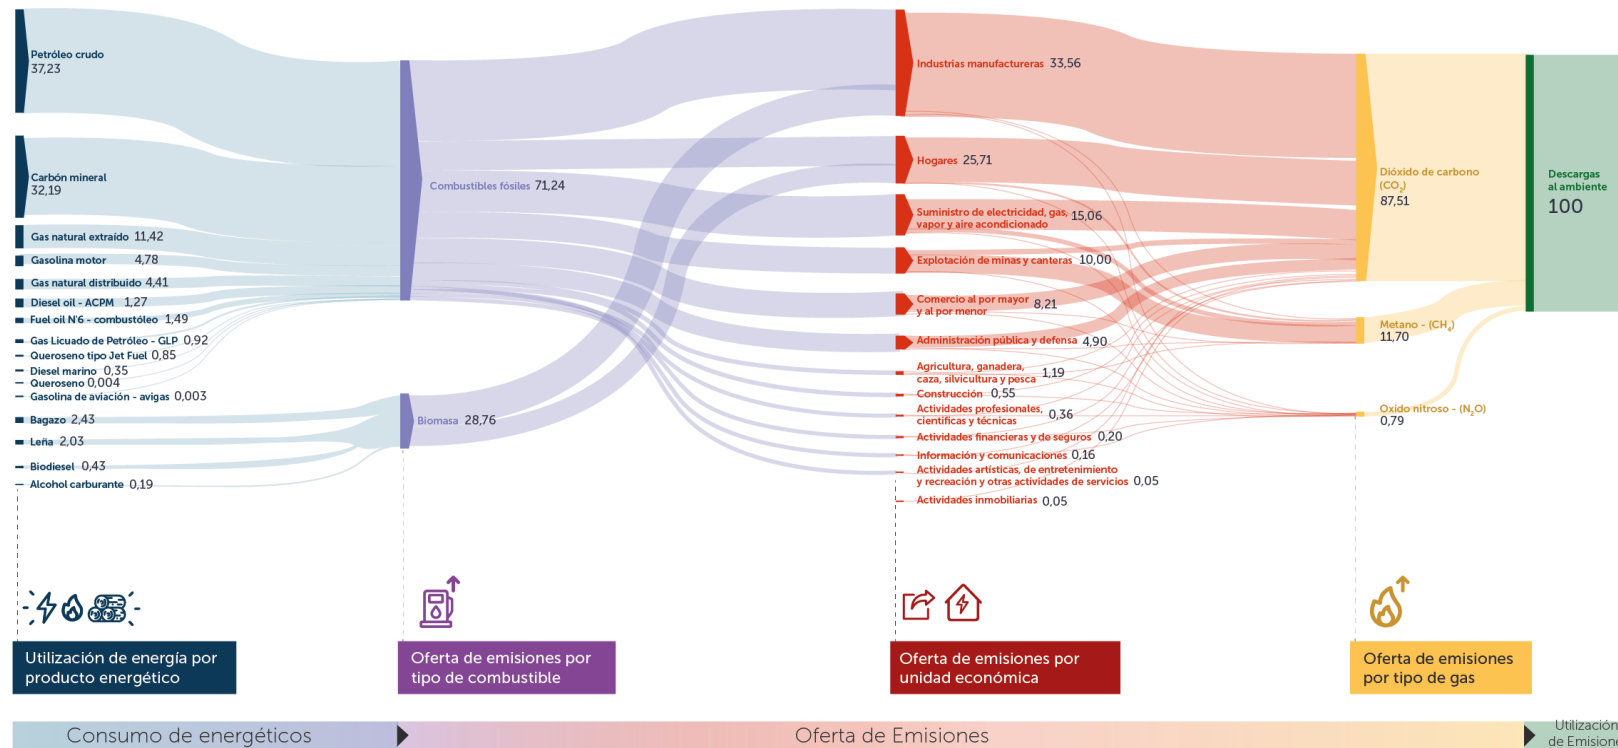 Petróleo crudo
37,23
Carbón mineral
32,19
Gas natural extraído 11,42
Gasolina motor 4,78
Gas natural distribuido 4,41
Diesel oil - ACPM 1,27
Fuel oil N°6 - combustóleo 1,49
Gas Licuado de Petróleo - GLP 0,92
Queroseno tipo Jet Fuel 0,85
Diesel marino 0,35
Queroseno 0,004
Gasolina de aviación - avigas 0,003
Bagazo 2,43
Leña 2,03
Biodiesel 0,43
Alcohol carburante 0,19
Combustibles fósiles 71,24
Biomasa 28,76
Industrias manufactureras 33,56
Hogares 25,71
Suministro de electricidad, gas, 15,06
vapor y aire acondicionado
Explotación de minas y canteras 10,00
Comercio al por mayor
y al por menor 8,21
Administración pública y defensa 4,90
Agricultura, ganadera,
caza, silvicultura y pesca 1,19
Construcción 0,55
Actividades profesionales,
científicas y técnicas 0,36
Actividades financieras y de seguros 0,20
Información y comunicaciones 0,16
Actividades artísticas, de entretenimiento
y recreación y otras actividades de servicios 0,05
Actividades inmobiliarias 0,05
Dióxido de carbono
(CO₂)
87,51
Metano - (CH₄)
11,70
Oxido nitroso - (N₂O)
0,79
Descargas
al ambiente
100
Utilización de energía por
producto energético
Oferta de emisiones por
tipo de combustible
Oferta de emisiones por
unidad económica
Oferta de emisiones
por tipo de gas
Consumo de energéticos
Oferta de Emisiones
Utilización
de Emisione